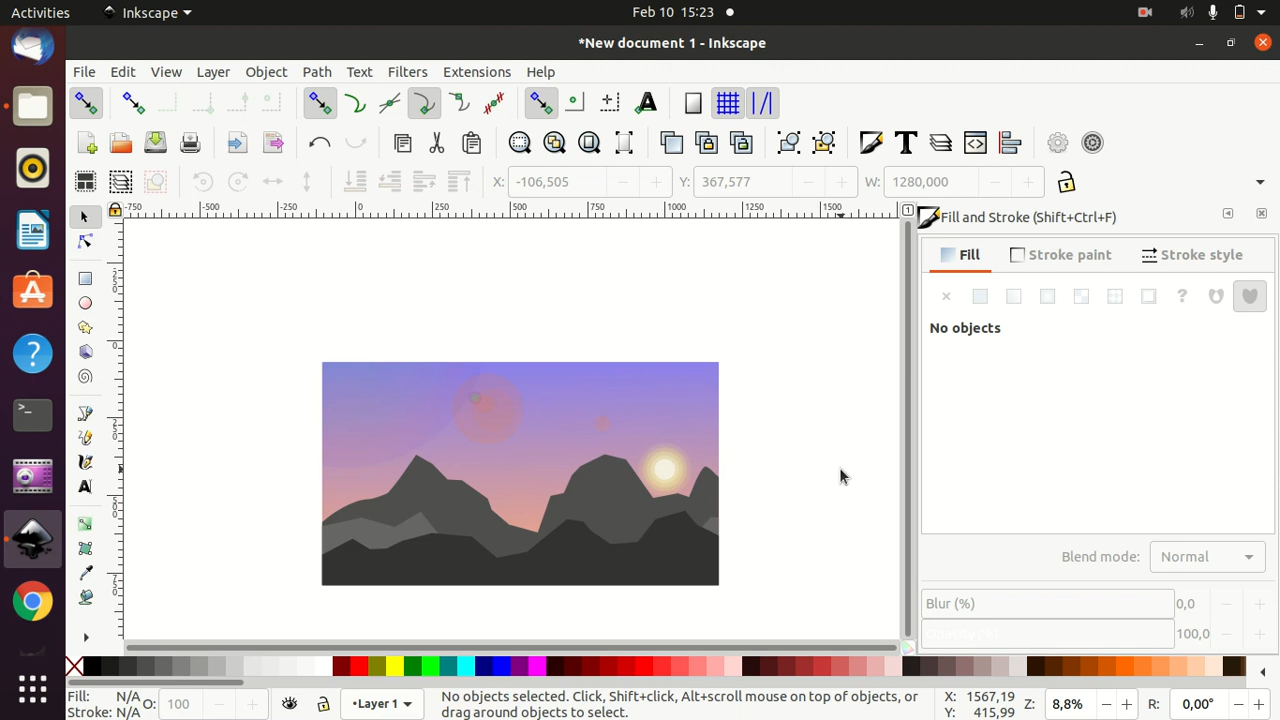 Activities Inkscape Feb 10 15:23
*New document 1 - Inkscape
File Edit View Layer Object Path Text Filters Extensions Help
X: -106,505 Y: 367,577 W: 1280,000
-750 -500 -250 0 250 500 750 1000 1250 1500 1
Fill and Stroke (Shift+Ctrl+F)
Fill Stroke paint Stroke style
No objects
Blend mode: Normal
Blur (%) 0,0
Opacity (%) 100,0
Fill: N/A O: 100 •Layer 1 No objects selected. Click, Shift+click, Alt+scroll mouse on top of objects, or X: 1567,19 Z: 8,8% R: 0,00°
Stroke: N/A drag around objects to select. Y: 415,99